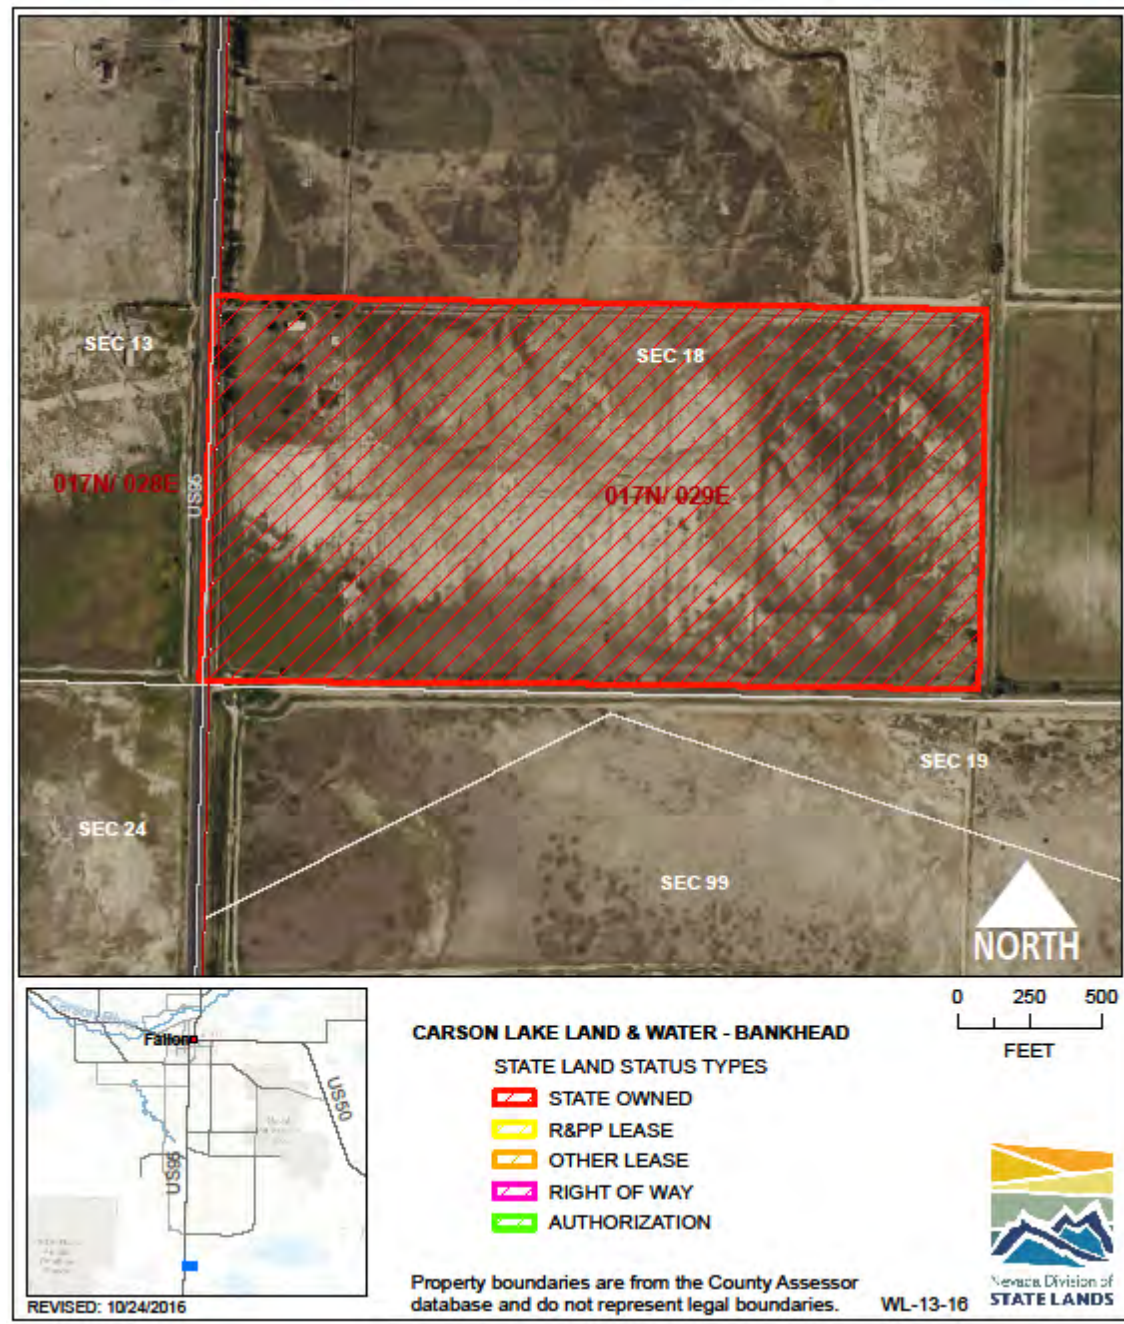 SEC 13
SEC 18
017N/ 028E
US95
017N/ 029E
SEC 19
SEC 24
SEC 99
NORTH
Carson River
Fallon
US50
US95
REVISED: 10/24/2016
CARSON LAKE LAND & WATER - BANKHEAD
STATE LAND STATUS TYPES
STATE OWNED
R&PP LEASE
OTHER LEASE
RIGHT OF WAY
AUTHORIZATION
Property boundaries are from the County Assessor
database and do not represent legal boundaries.
WL-13-16
0 250 500
FEET
Nevada Division of
STATE LANDS